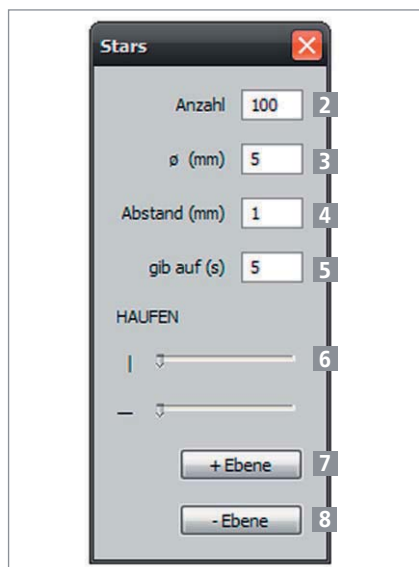 Stars
Anzahl 100 2
ø (mm) 5 3
Abstand (mm) 1 4
gib auf (s) 5 5
HAUFEN
| 6
—
+ Ebene 7
- Ebene 8